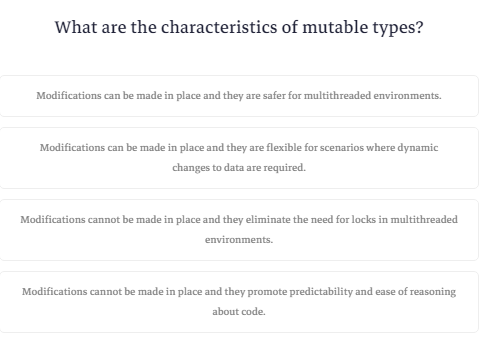 What are the characteristics of mutable types?
Modifications can be made in place and they are safer for multithreaded environments.
Modifications can be made in place and they are flexible for scenarios where dynamic
changes to data are required.
Modifications cannot be made in place and they eliminate the need for locks in multithreaded
environments.
Modifications cannot be made in place and they promote predictability and ease of reasoning
about code.